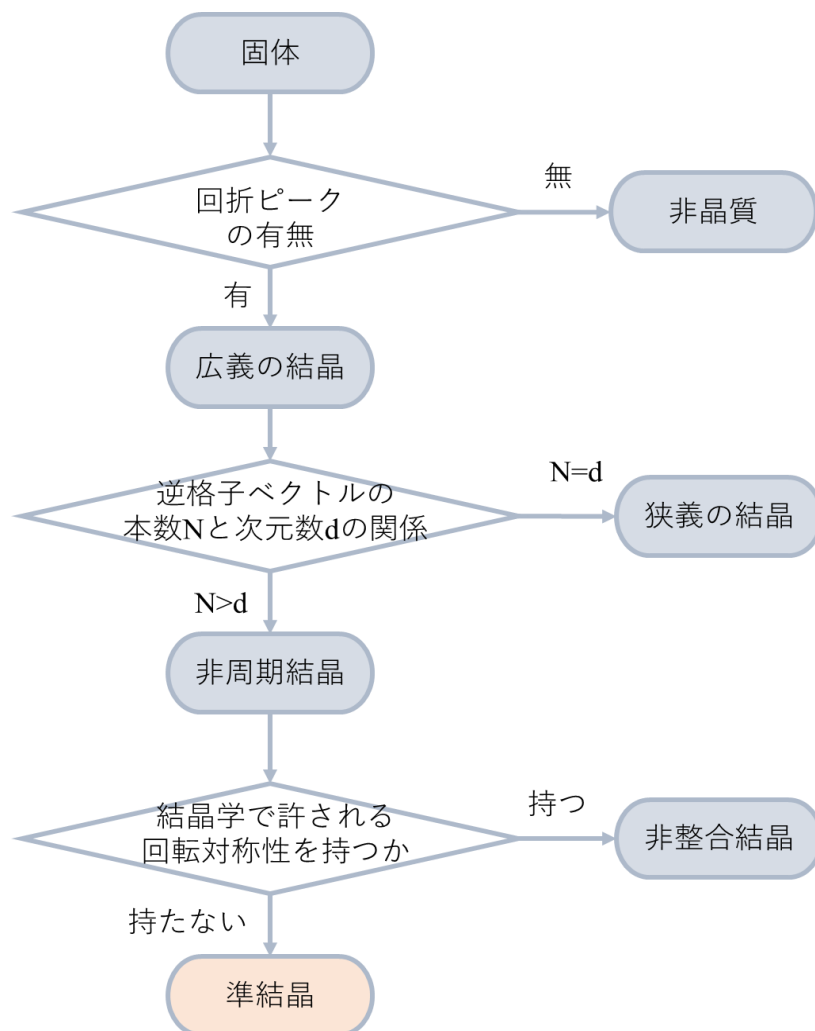 固体
回折ピーク
の有無
無
非晶質
有
広義の結晶
逆格子ベクトルの
本数Nと次元数dの関係
N=d
狭義の結晶
N>d
非周期結晶
結晶学で許される
回転対称性を持つか
持つ
非整合結晶
持たない
準結晶